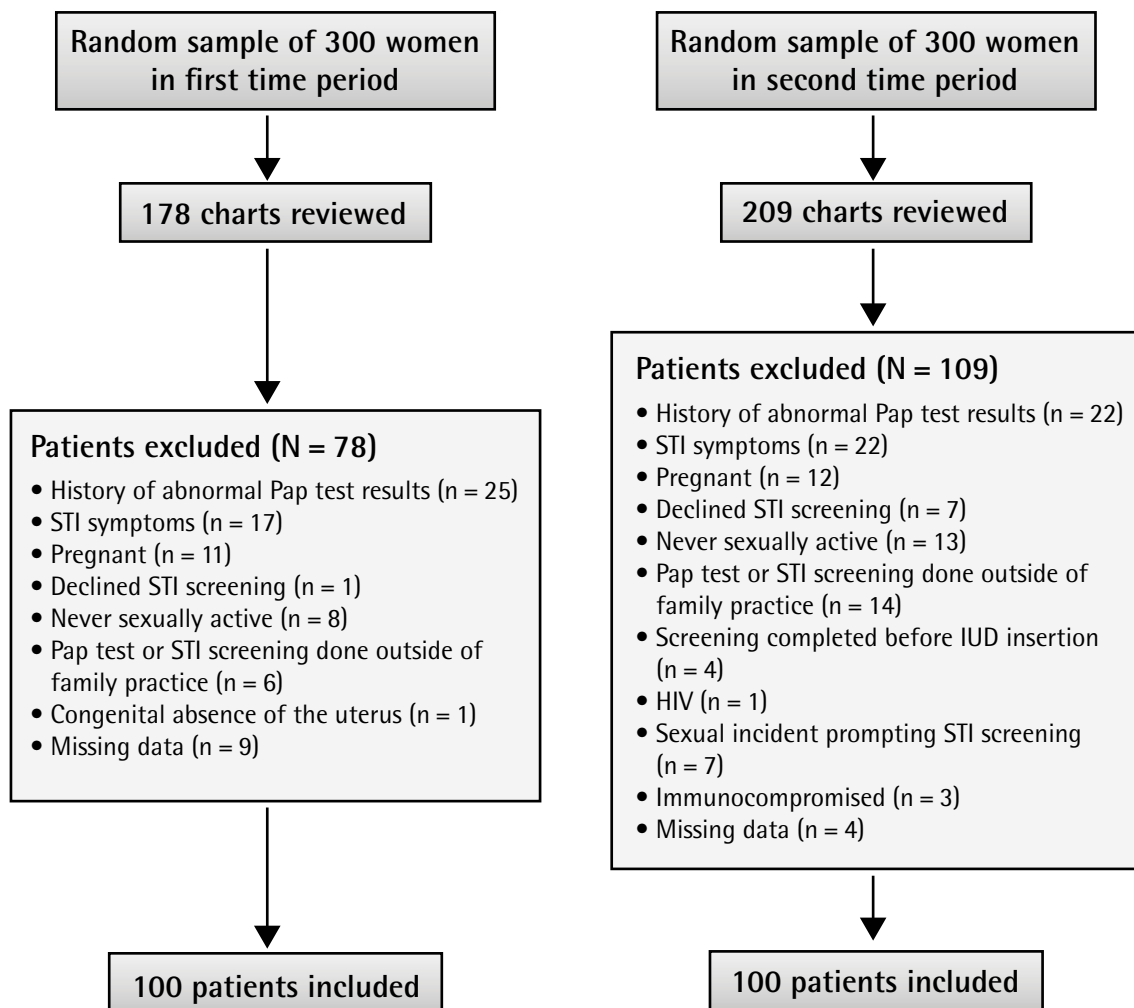 Random sample of 300 women
in first time period
178 charts reviewed
Patients excluded (N = 78)
• History of abnormal Pap test results (n = 25)
• STI symptoms (n = 17)
• Pregnant (n = 11)
• Declined STI screening (n = 1)
• Never sexually active (n = 8)
• Pap test or STI screening done outside of
family practice (n = 6)
• Congenital absence of the uterus (n = 1)
• Missing data (n = 9)
100 patients included
Random sample of 300 women
in second time period
209 charts reviewed
Patients excluded (N = 109)
• History of abnormal Pap test results (n = 22)
• STI symptoms (n = 22)
• Pregnant (n = 12)
• Declined STI screening (n = 7)
• Never sexually active (n = 13)
• Pap test or STI screening done outside of
family practice (n = 14)
• Screening completed before IUD insertion
(n = 4)
• HIV (n = 1)
• Sexual incident prompting STI screening
(n = 7)
• Immunocompromised (n = 3)
• Missing data (n = 4)
100 patients included